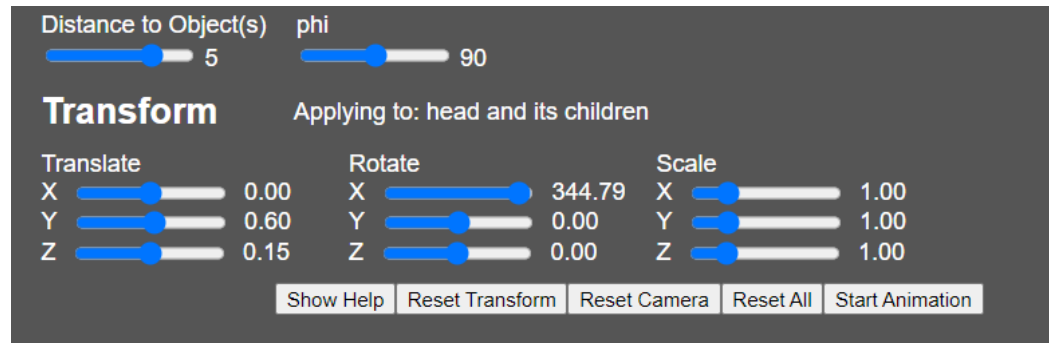 Distance to Object(s) phi
5 90
Transform Applying to: head and its children
Translate Rotate Scale
X 0.00 X 344.79 X 1.00
Y 0.60 Y 0.00 Y 1.00
Z 0.15 Z 0.00 Z 1.00
Show Help Reset Transform Reset Camera Reset All Start Animation